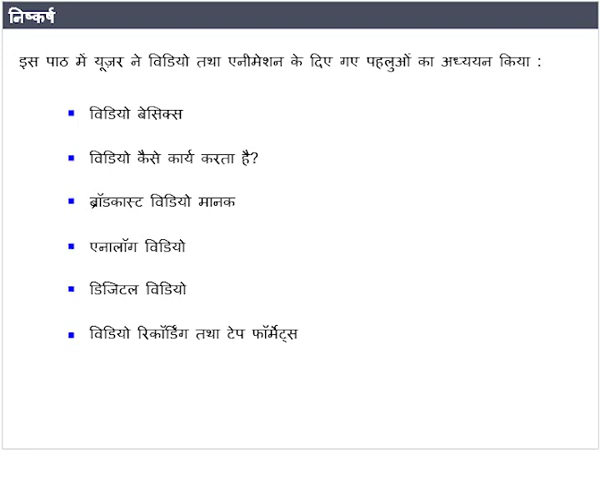 निष्कर्ष
इस पाठ में यूज़र ने विडियो तथा एनीमेशन के दिए गए पहलुओं का अध्ययन किया :
विडियो बेसिक्स
विडियो कैसे कार्य करता है?
ब्रॉडकास्ट विडियो मानक
एनालॉग विडियो
डिजिटल विडियो
विडियो रिकॉर्डिंग तथा टेप फॉर्मेट्स